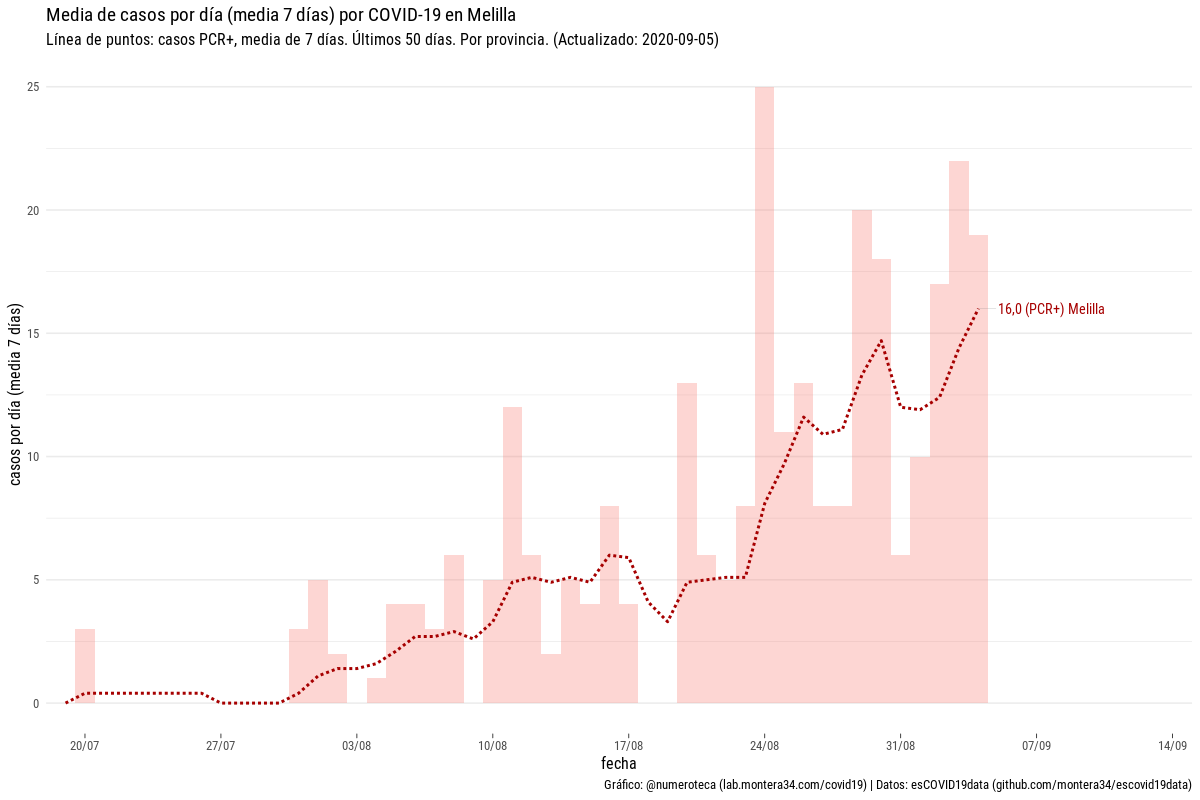 Media de casos por día (media 7 días) por COVID-19 en Melilla
Línea de puntos: casos PCR+, media de 7 días. Últimos 50 días. Por provincia. (Actualizado: 2020-09-05)
casos por día (media 7 días)
25
20
15
10
5
0
16,0 (PCR+) Melilla
20/07 27/07 03/08 10/08 17/08 24/08 31/08 07/09 14/09
fecha
Gráfico: @numeroteca (lab.montera34.com/covid19) | Datos: esCOVID19data (github.com/montera34/escovid19data)